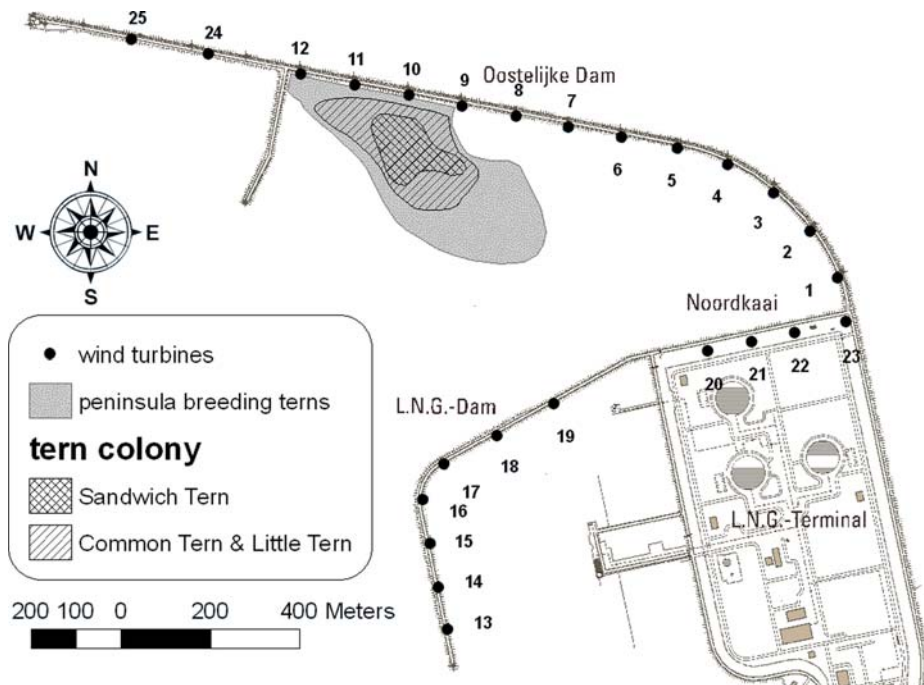 25
24
12
11
10
9
Oostelijke Dam
8
7
6
5
4
3
2
1
N
W E
S
Noordkaai
23
22
21
20
wind turbines
peninsula breeding terns
tern colony
Sandwich Tern
Common Tern & Little Tern
L.N.G.-Dam
19
18
17
16
15
14
13
L.N.G.-Terminal
200 100 0 200 400 Meters